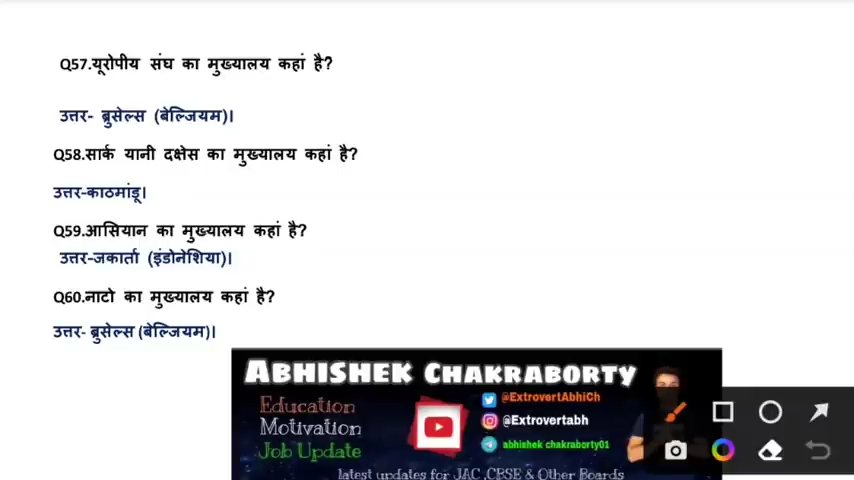 Q57.यूरोपीय संघ का मुख्यालय कहां है?
उत्तर- ब्रुसेल्स (बेल्जियम)।
Q58.सार्क यानी दक्षेस का मुख्यालय कहां है?
उत्तर-काठमांडू।
Q59.आसियान का मुख्यालय कहां है?
उत्तर-जकार्ता (इंडोनेशिया)।
Q60.नाटो का मुख्यालय कहां है?
उत्तर- ब्रुसेल्स (बेल्जियम)।
ABHISHEK CHAKRABORTY
Education
Motivation
Job Update
@ExtrovertAbhiCh
@Extrovertabh
abhishek chakraborty01
latest updates for JAC ,CBSE & Other Boards